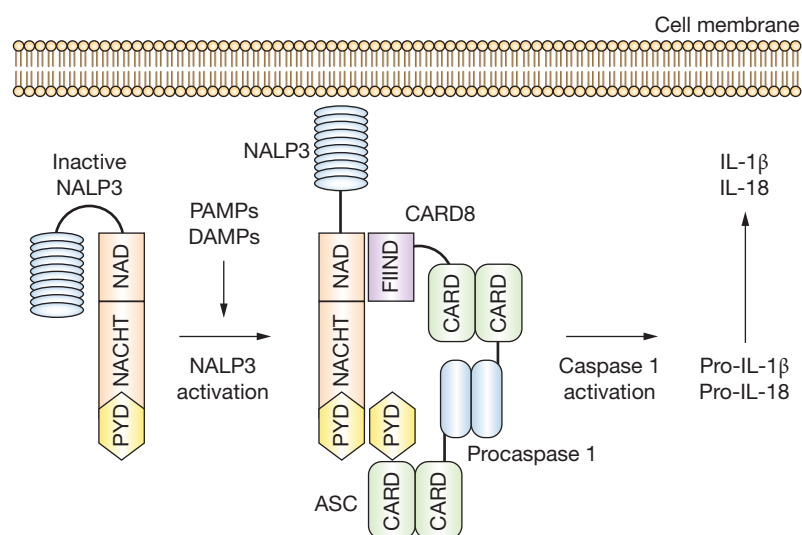 Cell membrane
Inactive
NALP3
PAMPs
DAMPs
NALP3
activation
NAD
NACHT
PYD
NALP3
CARD8
NAD
FIIND
NACHT
PYD
PYD
CARD
CARD
Procaspase 1
ASC
CARD
CARD
Caspase 1
activation
IL-1β
IL-18
Pro-IL-1β
Pro-IL-18